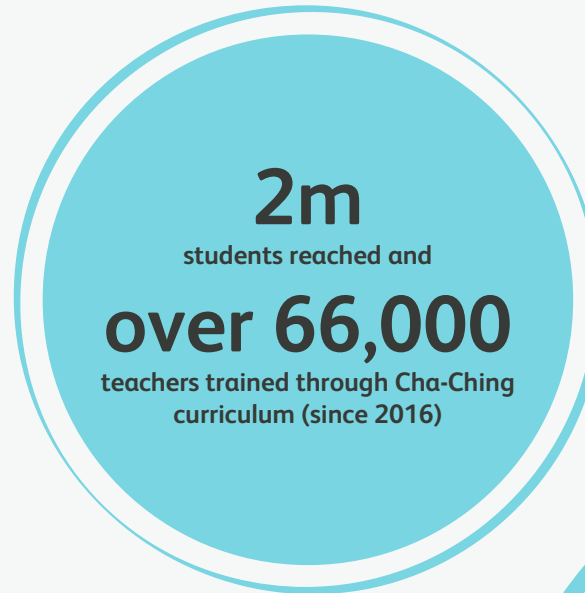 2m
students reached and
over 66,000
teachers trained through Cha-Ching
curriculum (since 2016)